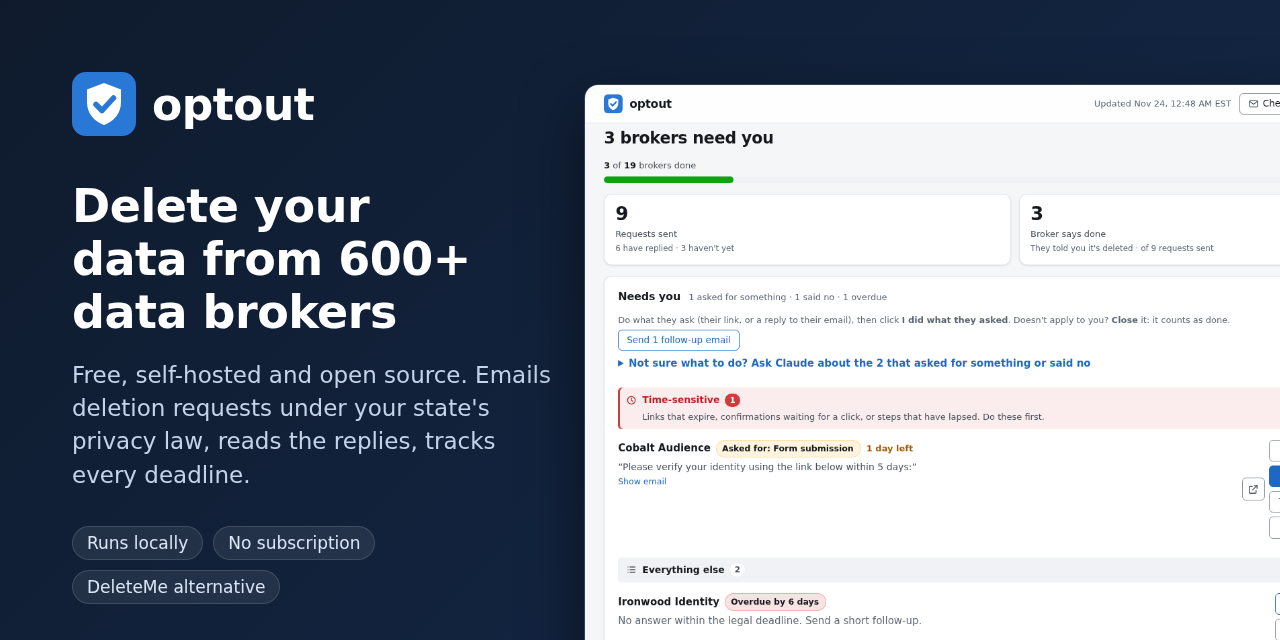 optout
Delete your
data from 600+
data brokers
Free, self-hosted and open source. Emails
deletion requests under your state's
privacy law, reads the replies, tracks
every deadline.
Runs locally
No subscription
DeleteMe alternative
optout
Updated Nov 24, 12:48 AM EST
Che
3 brokers need you
3 of 19 brokers done
9
Requests sent
6 have replied · 3 haven't yet
3
Broker says done
They told you it's deleted · of 9 requests sent
Needs you 1 asked for something · 1 said no · 1 overdue
Do what they ask (their link, or a reply to their email), then click I did what they asked. Doesn't apply to you? Close it; it counts as done.
Send 1 follow-up email
Not sure what to do? Ask Claude about the 2 that asked for something or said no
Time-sensitive 1
Links that expire, confirmations waiting for a click, or steps that have lapsed. Do these first.
Cobalt Audience Asked for: Form submission 1 day left
“Please verify your identity using the link below within 5 days:”
Show email
Everything else 2
Ironwood Identity Overdue by 6 days
No answer within the legal deadline. Send a short follow-up.